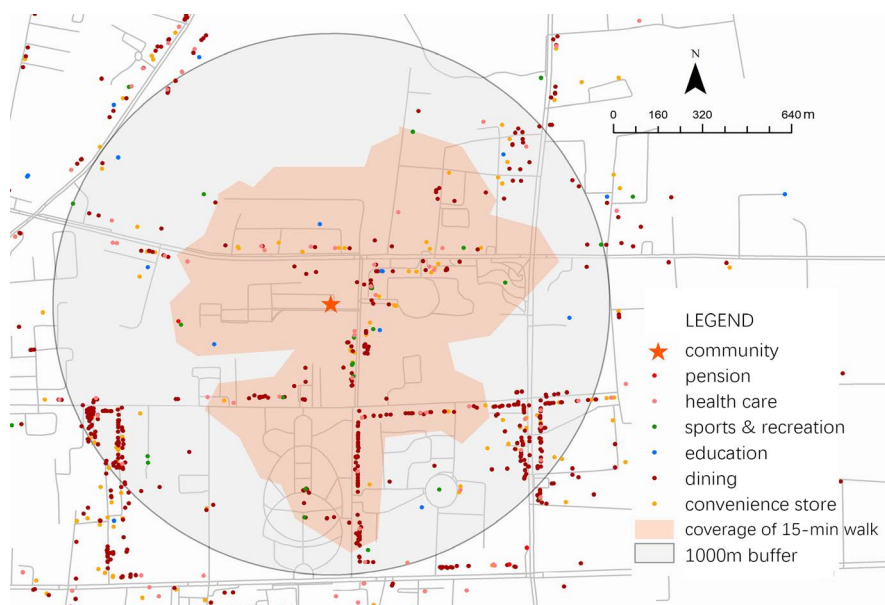 N
0 160 320 640 m
LEGEND
community
pension
health care
sports & recreation
education
dining
convenience store
coverage of 15-min walk
1000m buffer